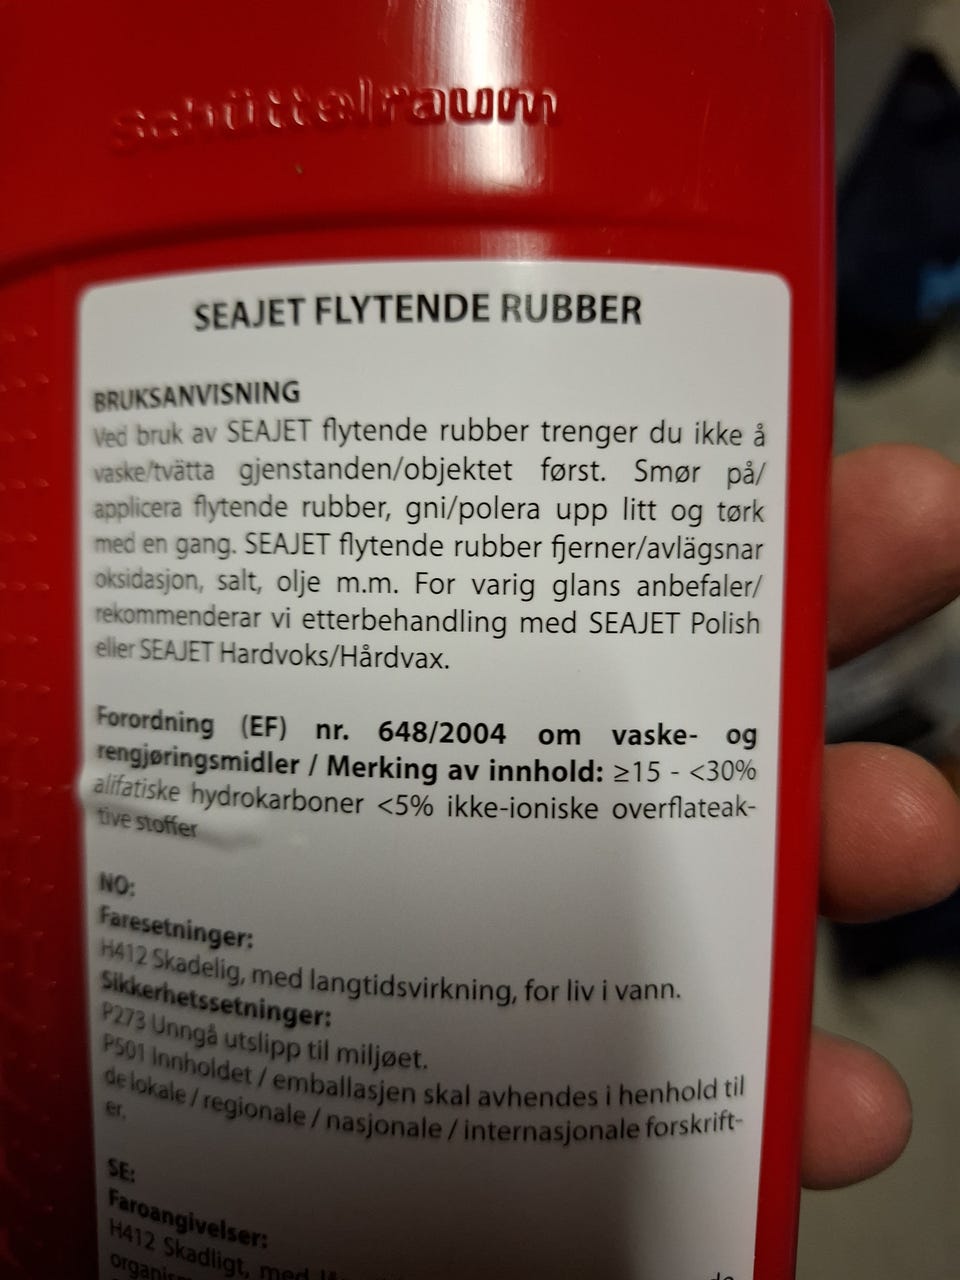 schüttelraum
SEAJET FLYTENDE RUBBER
BRUKSANVISNING
Ved bruk av SEAJET flytende rubber trenger du ikke å
vaske/tvätta gjenstanden/objektet først. Smør på/
applicera flytende rubber, gni/polera upp litt og tørk
med en gang. SEAJET flytende rubber fjerner/avlägsnar
oksidasjon, salt, olje m.m. For varig glans anbefaler/
rekommenderar vi etterbehandling med SEAJET Polish
eller SEAJET Hardvoks/Hårdvax.
Forordning (EF) nr. 648/2004 om vaske- og
rengjøringsmidler / Merking av innhold: ≥15 - <30%
alifatiske hydrokarboner <5% ikke-ioniske overflateak-
tive stoffer
NO:
Faresetninger:
H412 Skadelig, med langtidsvirkning, for liv i vann.
Sikkerhetssetninger:
P273 Unngå utslipp til miljøet.
P501 Innholdet / emballasjen skal avhendes i henhold til
de lokale / regionale / nasjonale / internasjonale forskrift-
er.
SE:
Faroangivelser:
H412 Skadligt, med